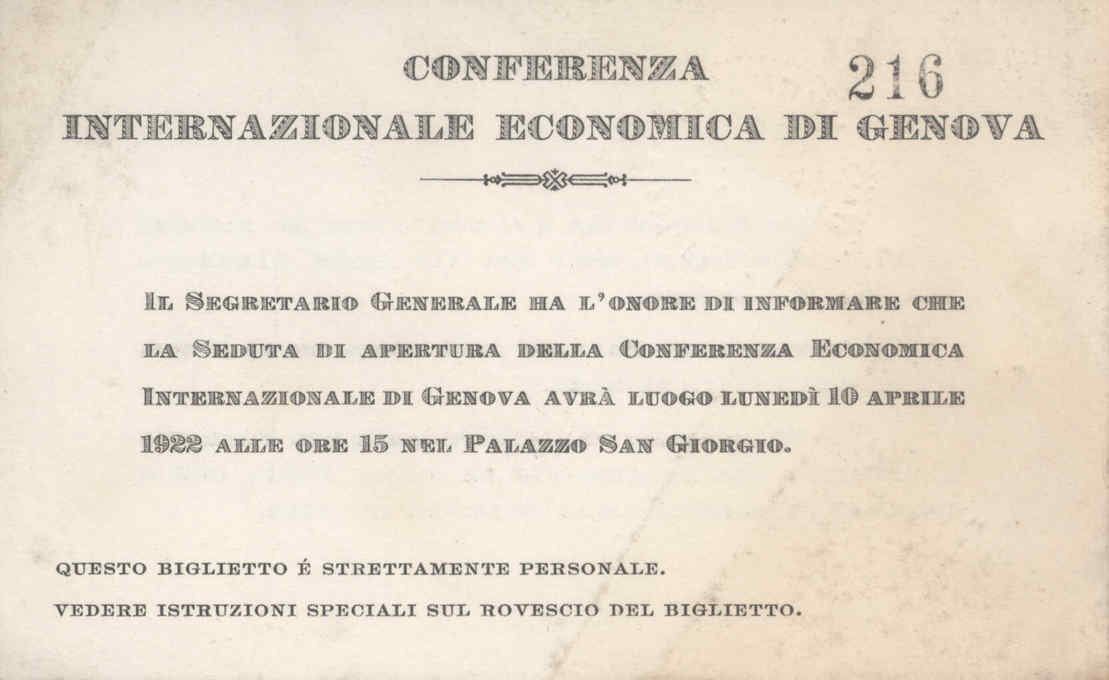 CONFERENZA
216
INTERNAZIONALE ECONOMICA DI GENOVA
IL SEGRETARIO GENERALE HA L'ONORE DI INFORMARE CHE
LA SEDUTA DI APERTURA DELLA CONFERENZA ECONOMICA
INTERNAZIONALE DI GENOVA AVRÀ LUOGO LUNEDÌ 10 APRILE
1922 ALLE ORE 15 NEL PALAZZO SAN GIORGIO.
QUESTO BIGLIETTO É STRETTAMENTE PERSONALE.
VEDERE ISTRUZIONI SPECIALI SUL ROVESCIO DEL BIGLIETTO.